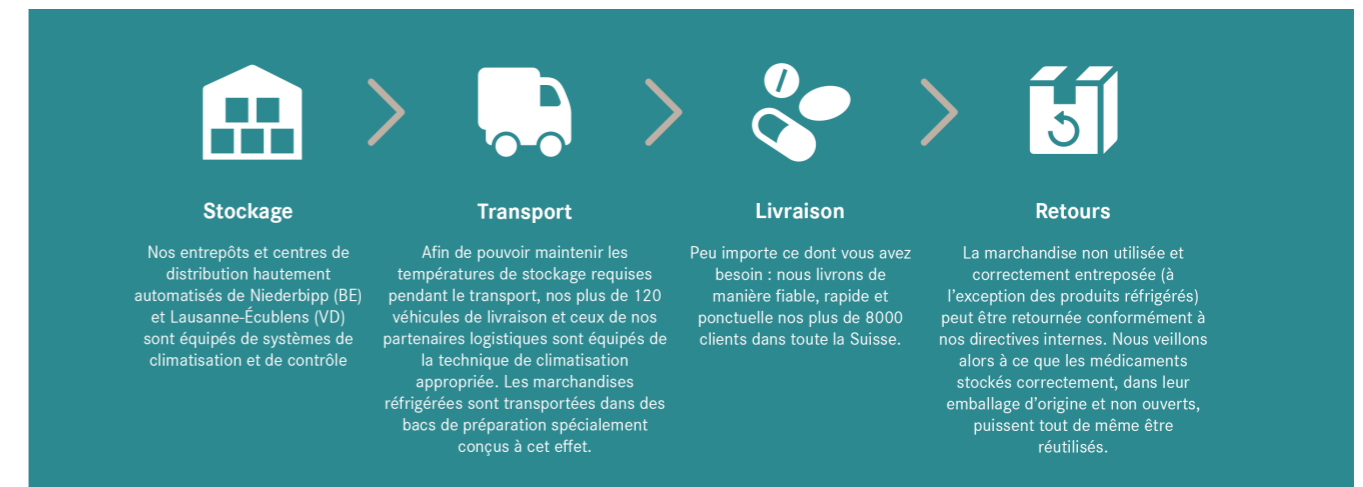 Stockage
Nos entrepôts et centres de
distribution hautement
automatisés de Niederbipp (BE)
et Lausanne-Écublens (VD)
sont équipés de systèmes de
climatisation et de contrôle
Transport
Afin de pouvoir maintenir les
températures de stockage requises
pendant le transport, nos plus de 120
véhicules de livraison et ceux de nos
partenaires logistiques sont équipés de
la technique de climatisation
appropriée. Les marchandises
réfrigérées sont transportées dans des
bacs de préparation spécialement
conçus à cet effet.
Livraison
Peu importe ce dont vous avez
besoin : nous livrons de
manière fiable, rapide et
ponctuelle nos plus de 8000
clients dans toute la Suisse.
Retours
La marchandise non utilisée et
correctement entreposée (à
l'exception des produits réfrigérés)
peut être retournée conformément à
nos directives internes. Nous veillons
alors à ce que les médicaments
stockés correctement, dans leur
emballage d'origine et non ouverts,
puissent tout de même être
réutilisés.